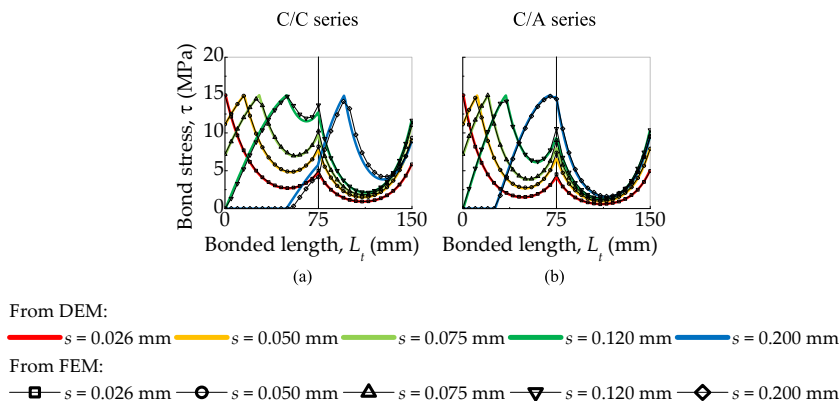 C/C series C/A series
20
15
10
5
0
Bond stress, τ (MPa)
0 75 150 0 75 150
Bonded length, Lt (mm) Bonded length, Lt (mm)
(a) (b)
From DEM:
s = 0.026 mm s = 0.050 mm s = 0.075 mm s = 0.120 mm s = 0.200 mm
From FEM:
s = 0.026 mm s = 0.050 mm s = 0.075 mm s = 0.120 mm s = 0.200 mm